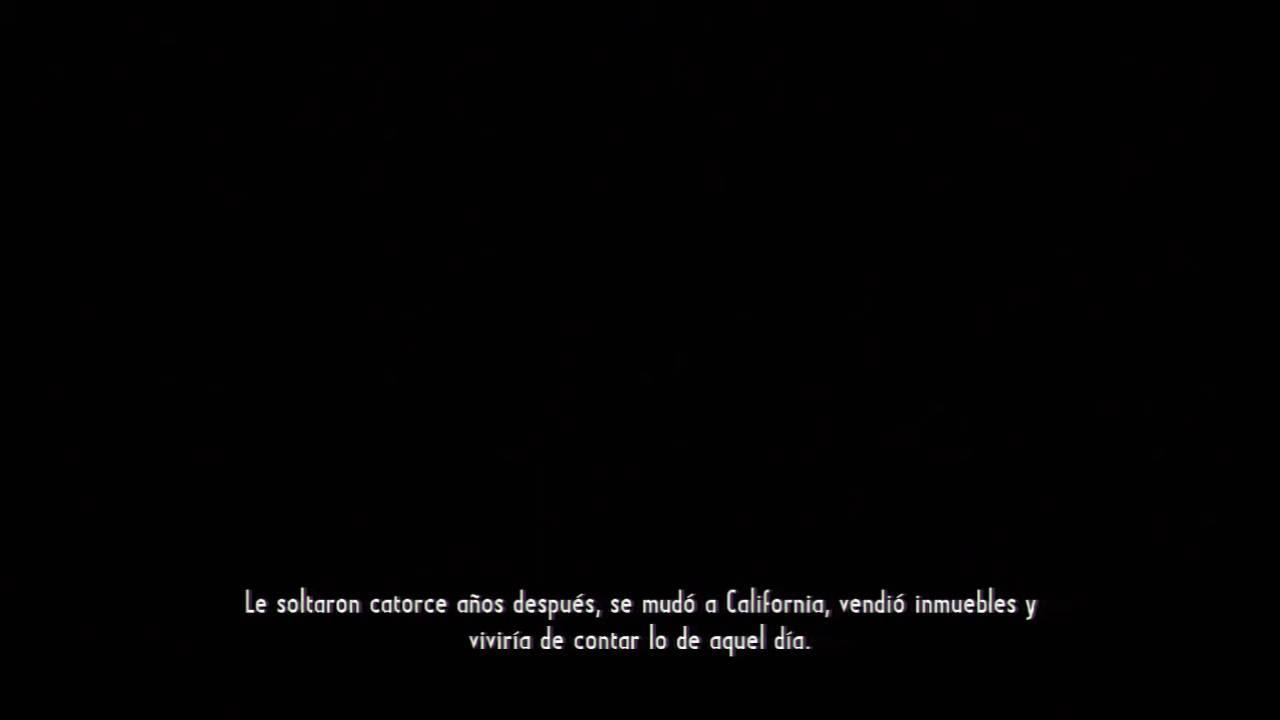 Le soltaron catorce años después, se mudó a California, vendió inmuebles y
viviría de contar lo de aquel día.